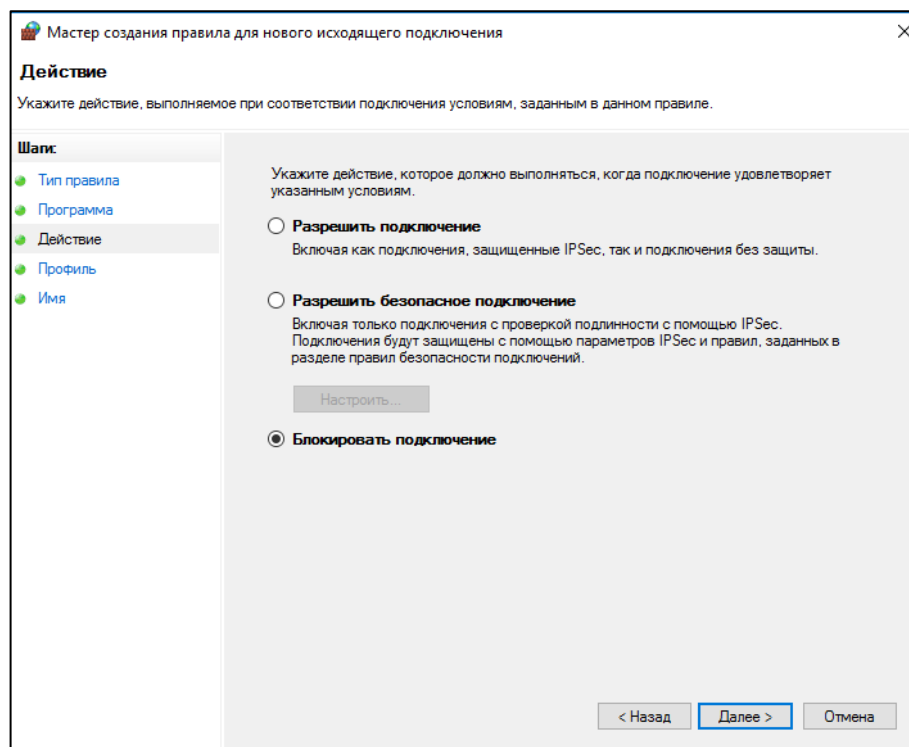 Мастер создания правила для нового исходящего подключения
Действие
Укажите действие, выполняемое при соответствии подключения условиям, заданным в данном правиле.
Шаги:
Тип правила
Программа
Действие
Профиль
Имя
Укажите действие, которое должно выполняться, когда подключение удовлетворяет
указанным условиям.
Разрешить подключение
Включая как подключения, защищенные IPSec, так и подключения без защиты.
Разрешить безопасное подключение
Включая только подключения с проверкой подлинности с помощью IPSec.
Подключения будут защищены с помощью параметров IPSec и правил, заданных в
разделе правил безопасности подключений.
Настроить...
Блокировать подключение
< Назад
Далее >
Отмена